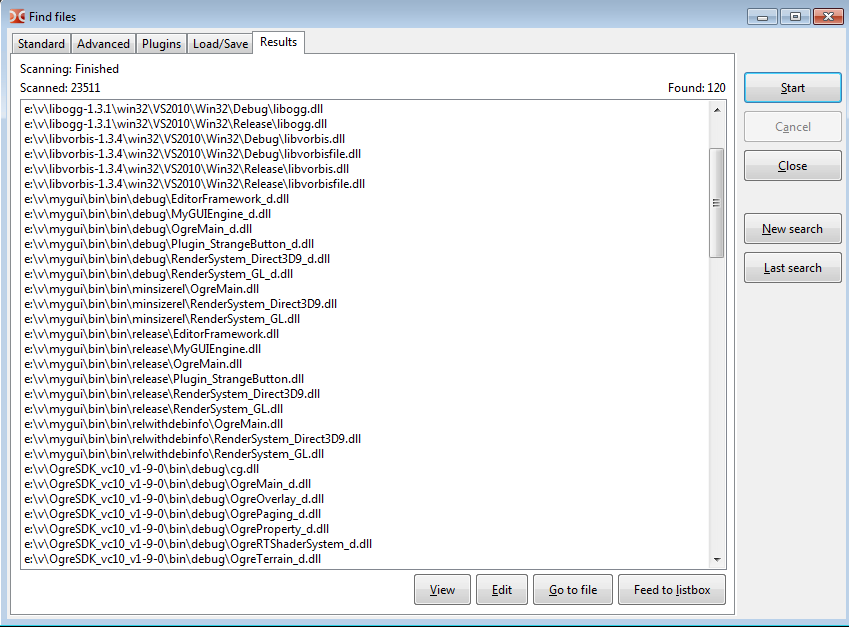 Find files
Standard Advanced Plugins Load/Save Results
Scanning: Finished
Scanned: 23511 Found: 120
e:\v\libogg-1.3.1\win32\VS2010\Win32\Debug\libogg.dll
e:\v\libogg-1.3.1\win32\VS2010\Win32\Release\libogg.dll
e:\v\libvorbis-1.3.4\win32\VS2010\Win32\Debug\libvorbis.dll
e:\v\libvorbis-1.3.4\win32\VS2010\Win32\Debug\libvorbisfile.dll
e:\v\libvorbis-1.3.4\win32\VS2010\Win32\Release\libvorbis.dll
e:\v\libvorbis-1.3.4\win32\VS2010\Win32\Release\libvorbisfile.dll
e:\v\mygui\bin\bin\debug\EditorFramework_d.dll
e:\v\mygui\bin\bin\debug\MyGUIEngine_d.dll
e:\v\mygui\bin\bin\debug\OgreMain_d.dll
e:\v\mygui\bin\bin\debug\Plugin_StrangeButton_d.dll
e:\v\mygui\bin\bin\debug\RenderSystem_Direct3D9_d.dll
e:\v\mygui\bin\bin\debug\RenderSystem_GL_d.dll
e:\v\mygui\bin\bin\minsizerel\OgreMain.dll
e:\v\mygui\bin\bin\minsizerel\RenderSystem_Direct3D9.dll
e:\v\mygui\bin\bin\minsizerel\RenderSystem_GL.dll
e:\v\mygui\bin\bin\release\EditorFramework.dll
e:\v\mygui\bin\bin\release\MyGUIEngine.dll
e:\v\mygui\bin\bin\release\OgreMain.dll
e:\v\mygui\bin\bin\release\Plugin_StrangeButton.dll
e:\v\mygui\bin\bin\release\RenderSystem_Direct3D9.dll
e:\v\mygui\bin\bin\release\RenderSystem_GL.dll
e:\v\mygui\bin\bin\relwithdebinfo\OgreMain.dll
e:\v\mygui\bin\bin\relwithdebinfo\RenderSystem_Direct3D9.dll
e:\v\mygui\bin\bin\relwithdebinfo\RenderSystem_GL.dll
e:\v\OgreSDK_vc10_v1-9-0\bin\debug\cg.dll
e:\v\OgreSDK_vc10_v1-9-0\bin\debug\OgreMain_d.dll
e:\v\OgreSDK_vc10_v1-9-0\bin\debug\OgreOverlay_d.dll
e:\v\OgreSDK_vc10_v1-9-0\bin\debug\OgrePaging_d.dll
e:\v\OgreSDK_vc10_v1-9-0\bin\debug\OgreProperty_d.dll
e:\v\OgreSDK_vc10_v1-9-0\bin\debug\OgreRTShaderSystem_d.dll
e:\v\OgreSDK_vc10_v1-9-0\bin\debug\OgreTerrain_d.dll
View Edit Go to file Feed to listbox
Start
Cancel
Close
New search
Last search